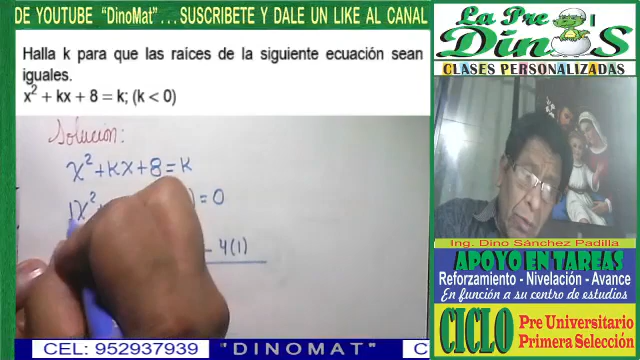 DE YOUTUBE "DinoMat"... SUSCRIBETE Y DALE UN LIKE AL CANAL
Halla k para que las raíces de la siguiente ecuación sean
iguales.
x² + kx + 8 = k; (k < 0)
Solución:
x² + kx + 8 = k
1x²
) = 0
- 4(1)
CEL: 952937939 "DINOMAT" C
La Pre
DinoS
CLASES PERSONALIZADAS
Ing. Dino Sánchez Padilla
APOYO EN TAREAS
Reforzamiento - Nivelación - Avance
En función a su centro de estudios
CICLO Pre Universitario
Primera Selección